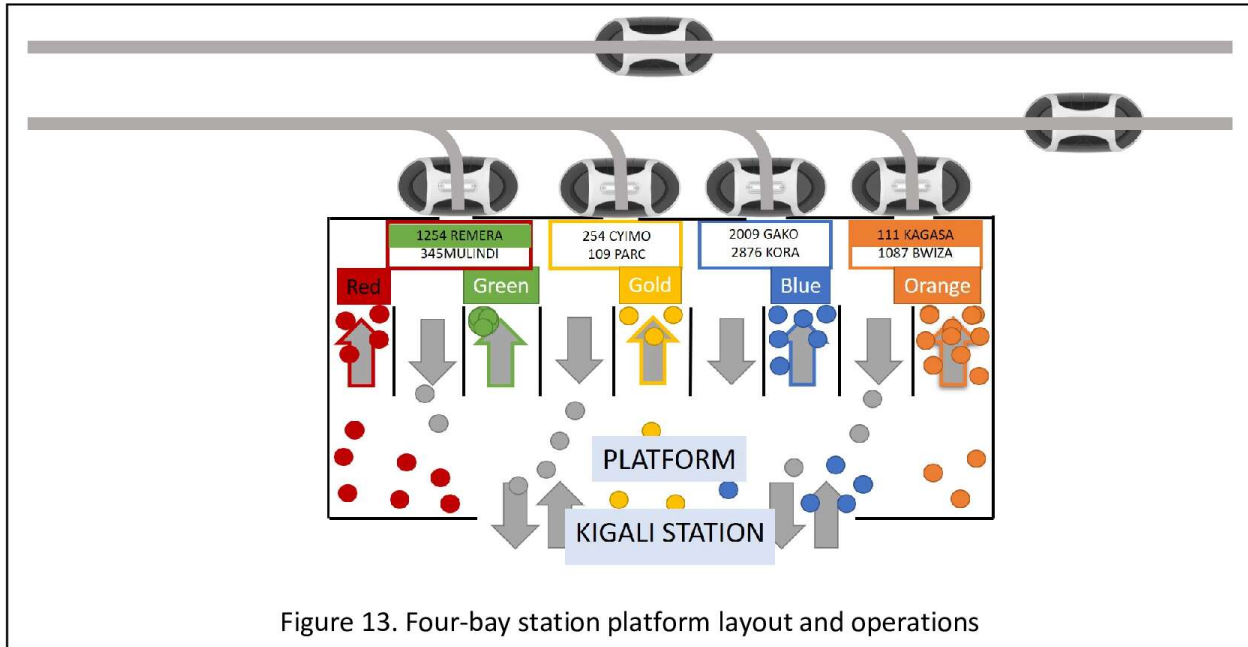 1254 REMERA
345MULINDI
254 CYIMO
109 PARC
2009 GAKO
2876 KORA
111 KAGASA
1087 BWIZA
Red
Green
Gold
Blue
Orange
PLATFORM
KIGALI STATION
Figure 13. Four-bay station platform layout and operations